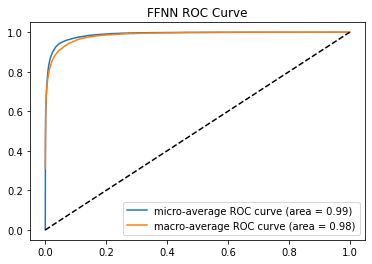 FFNN ROC Curve
1.0
0.8
0.6
0.4
0.2
0.0
0.0 0.2 0.4 0.6 0.8 1.0
micro-average ROC curve (area = 0.99)
macro-average ROC curve (area = 0.98)